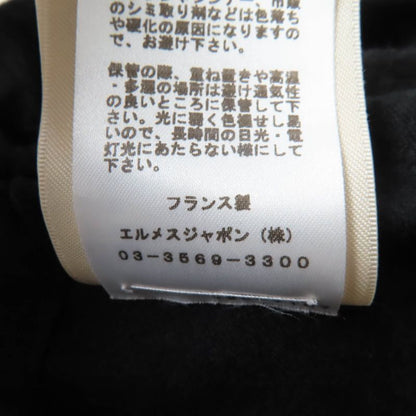 のシミ取り剤などは色落ち
や硬化の原因になりますの
で、お避け下さい。
保管の際、重ね置きや高温
・多湿の場所は避け通気性
の良いところに保管して下
さい。光に弱く色褪せし易
いので、長時間の日光・電
灯光にあたらない様にして
下さい。
フランス製
エルメスジャポン（株）
03-3569-3300